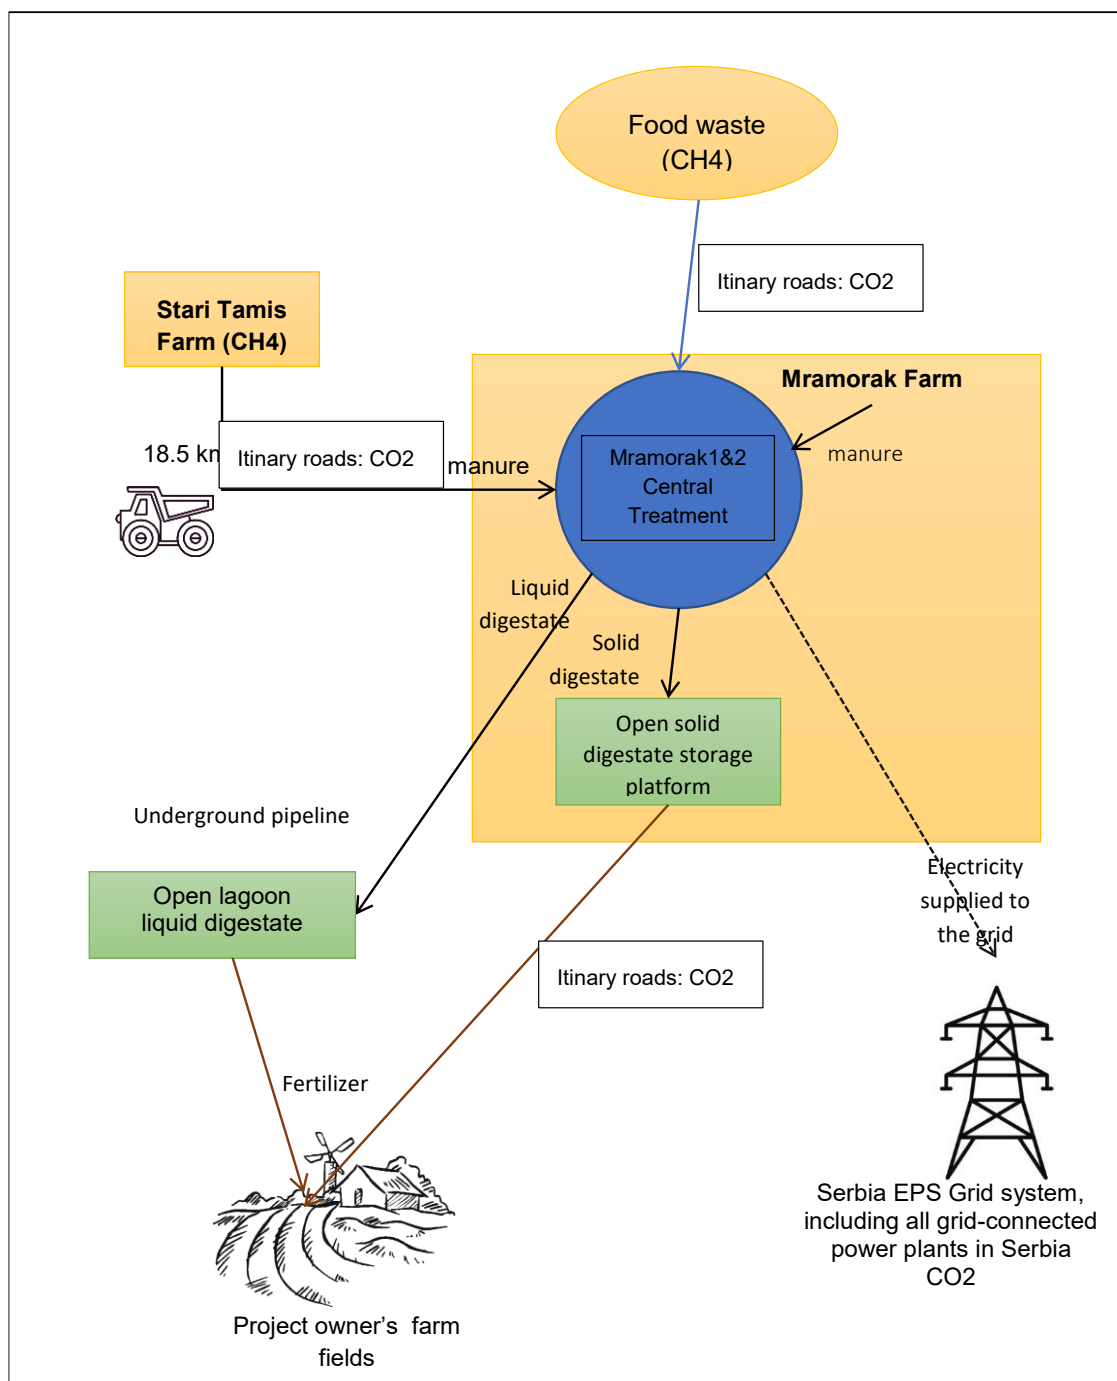 Food waste
(CH4)
Itinary roads: CO2
Stari Tamis
Farm (CH4)
Mramorak Farm
18.5 km
Itinary roads: CO2
manure
Mramorak1&2
Central
Treatment
manure
Liquid
digestate
Solid
digestate
Open solid
digestate storage
platform
Underground pipeline
Open lagoon
liquid digestate
Electricity
supplied to
the grid
Itinary roads: CO2
Fertilizer
Serbia EPS Grid system,
including all grid-connected
power plants in Serbia
CO2
Project owner’s farm
fields